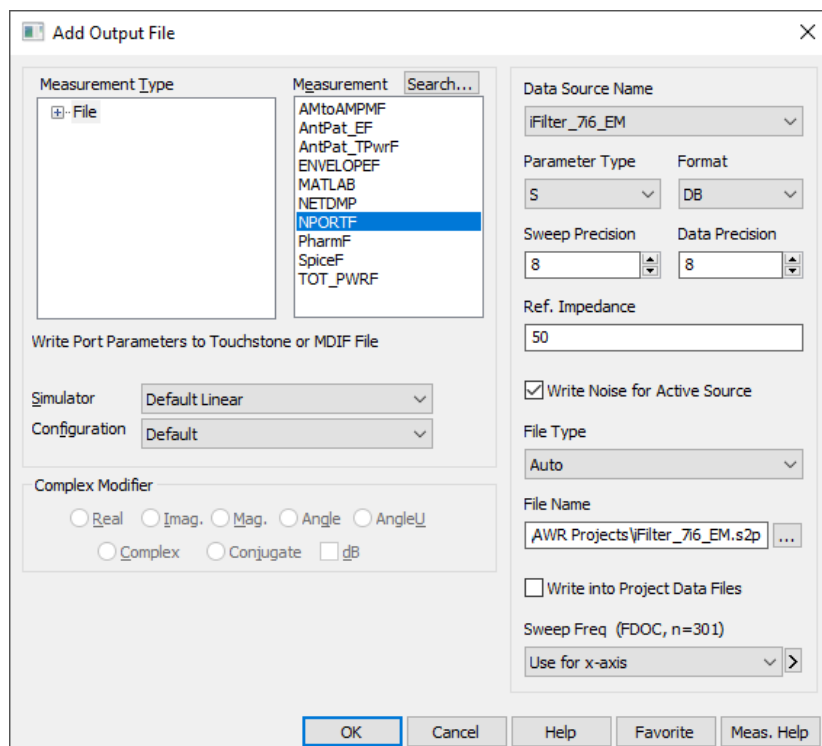 Add Output File
Measurement Type
File
Measurement
Search...
AMtoAMPMF
AntPat_EF
AntPat_TPwrF
ENVELOPEF
MATLAB
NETDMP
NPORTF
PharmF
SpiceF
TOT_PWRF
Write Port Parameters to Touchstone or MDIF File
Simulator
Default Linear
Configuration
Default
Complex Modifier
Real
Imag.
Mag.
Angle
AngleU
Complex
Conjugate
dB
Data Source Name
iFilter_7i6_EM
Parameter Type
Format
S
DB
Sweep Precision
Data Precision
8
8
Ref. Impedance
50
Write Noise for Active Source
File Type
Auto
File Name
AWR Projects\iFilter_7i6_EM.s2p
...
Write into Project Data Files
Sweep Freq (FDOC, n=301)
Use for x-axis
>
OK
Cancel
Help
Favorite
Meas. Help